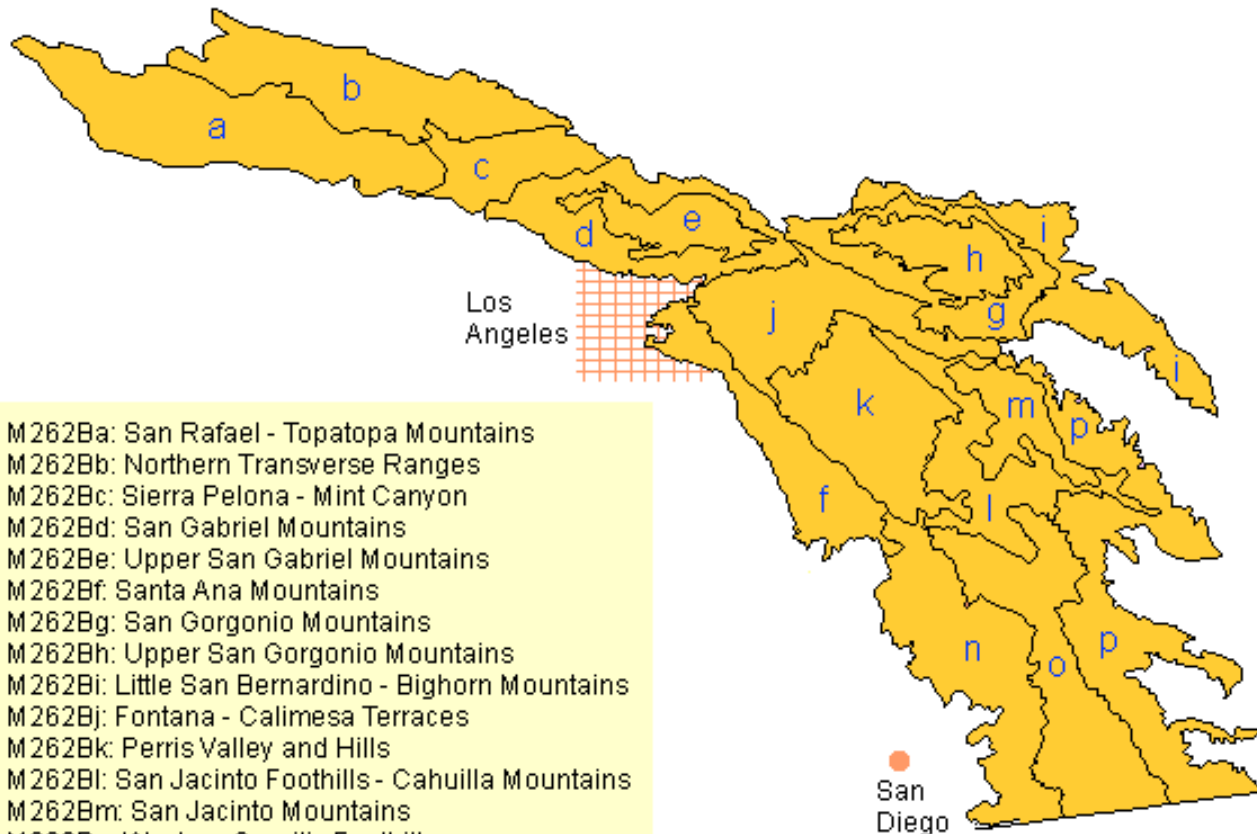 b
a
c
e
d
i
h
Los
Angeles
j
g
i
k
m
p
f
l
n
o
p
San
Diego
M262Ba: San Rafael - Topatopa Mountains
M262Bb: Northern Transverse Ranges
M262Bc: Sierra Pelona - Mint Canyon
M262Bd: San Gabriel Mountains
M262Be: Upper San Gabriel Mountains
M262Bf: Santa Ana Mountains
M262Bg: San Gorgonio Mountains
M262Bh: Upper San Gorgonio Mountains
M262Bi: Little San Bernardino - Bighorn Mountains
M262Bj: Fontana - Calimesa Terraces
M262Bk: Perris Valley and Hills
M262Bl: San Jacinto Foothills - Cahuilla Mountains
M262Bm: San Jacinto Mountains